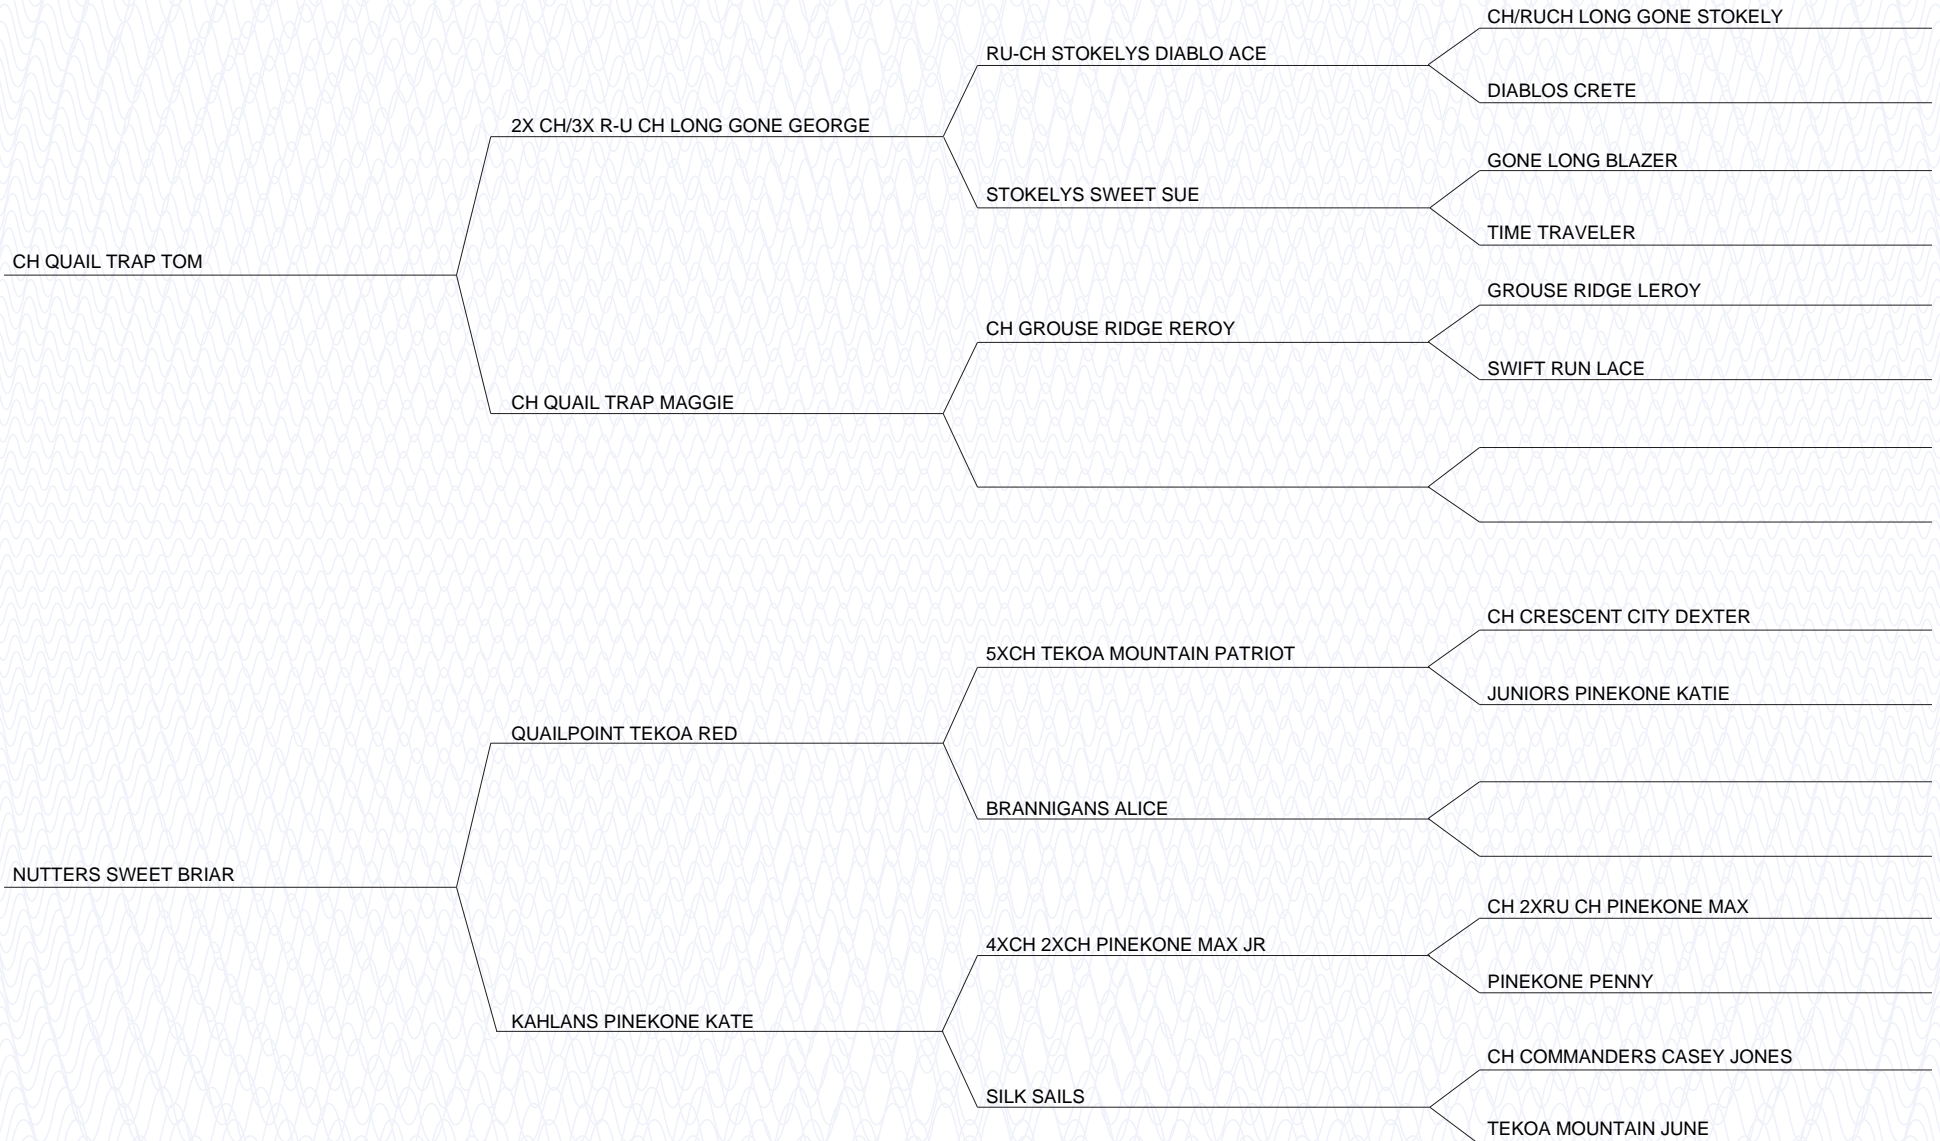 CH/RUCH LONG GONE STOKELY
RU-CH STOKELYS DIABLO ACE
DIABLOS CRETE
2X CH/3X R-U CH LONG GONE GEORGE
GONE LONG BLAZER
STOKELYS SWEET SUE
TIME TRAVELER
CH QUAIL TRAP TOM
GROUSE RIDGE LEROY
CH GROUSE RIDGE REROY
SWIFT RUN LACE
CH QUAIL TRAP MAGGIE
CH CRESCENT CITY DEXTER
5XCH TEKOA MOUNTAIN PATRIOT
JUNIORS PINEKONE KATIE
QUAILPOINT TEKOA RED
BRANNIGANS ALICE
NUTTERS SWEET BRIAR
CH 2XRU CH PINEKONE MAX
4XCH 2XCH PINEKONE MAX JR
PINEKONE PENNY
KAHLANS PINEKONE KATE
CH COMMANDERS CASEY JONES
SILK SAILS
TEKOA MOUNTAIN JUNE